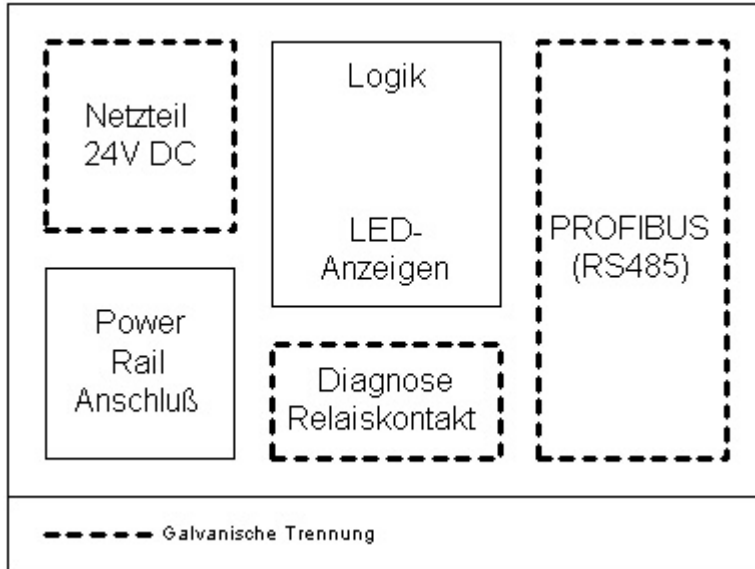 Netzteil
24V DC
Logik
LED-
Anzeigen
PROFIBUS
(RS485)
Power
Rail
Anschluß
Diagnose
Relaiskontakt
Galvanische Trennung